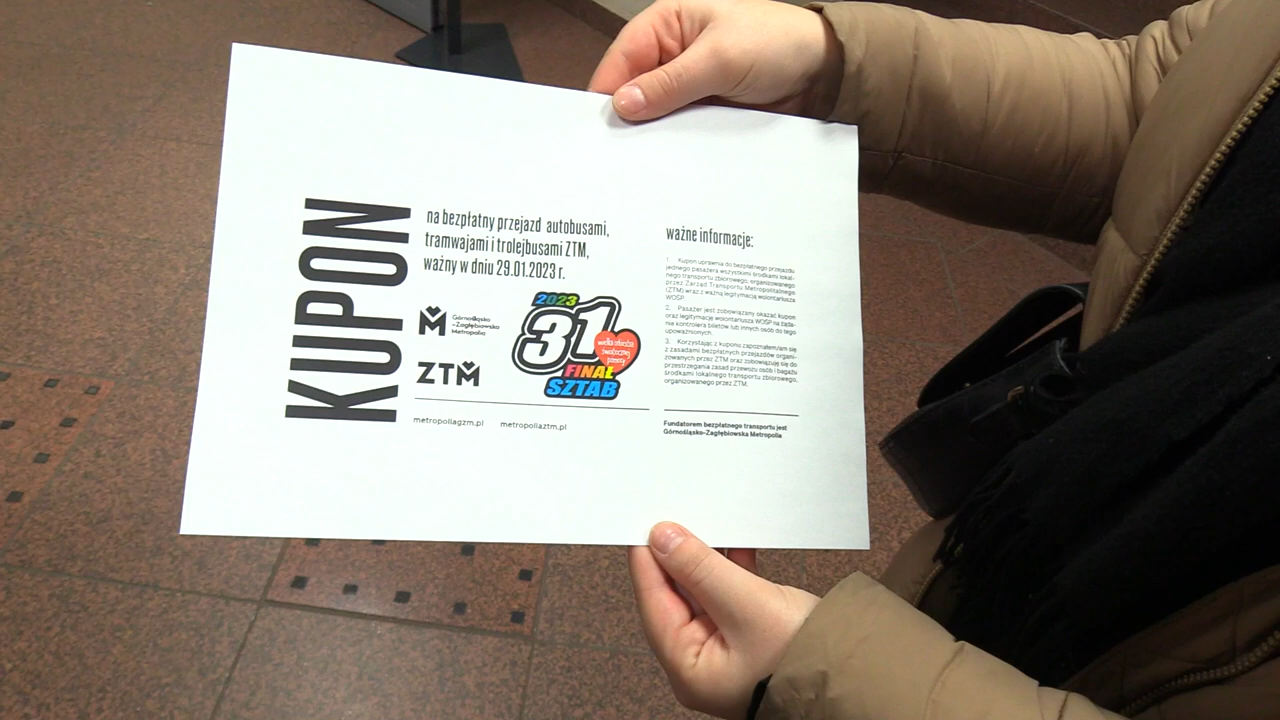 KUPON
na bezpłatny przejazd autobusami,
tramwajami i trolejbusami ZTM,
ważny w dniu 29.01.2023 r.
Górnośląsko
-Zagłębiowska
Metropolia
ZTM
2023
31
wielka orkiestra
świątecznej
pomocy
FINAŁ
SZTAB
metropoliagzm.pl metropoliaztm.pl
ważne informacje:
1. Kupon uprawnia do bezpłatnego przejazdu
jednego pasażera wszystkimi środkami lokal-
nego transportu zbiorowego, organizowanego
przez Zarząd Transportu Metropolitalnego
(ZTM) wraz z ważną legitymacją wolontariusza
WOŚP.
2. Pasażer jest zobowiązany okazać kupon
oraz legitymację wolontariusza WOŚP na żąda-
nie kontrolera biletów lub innych osób do tego
upoważnionych.
3. Korzystając z kuponu zapoznałem/am się
z zasadami bezpłatnych przejazdów organi-
zowanych przez ZTM oraz zobowiązuję się do
przestrzegania zasad przewozu osób i bagażu
środkami lokalnego transportu zbiorowego,
organizowanego przez ZTM.
Fundatorem bezpłatnego transportu jest
Górnośląsko-Zagłębiowska Metropolia